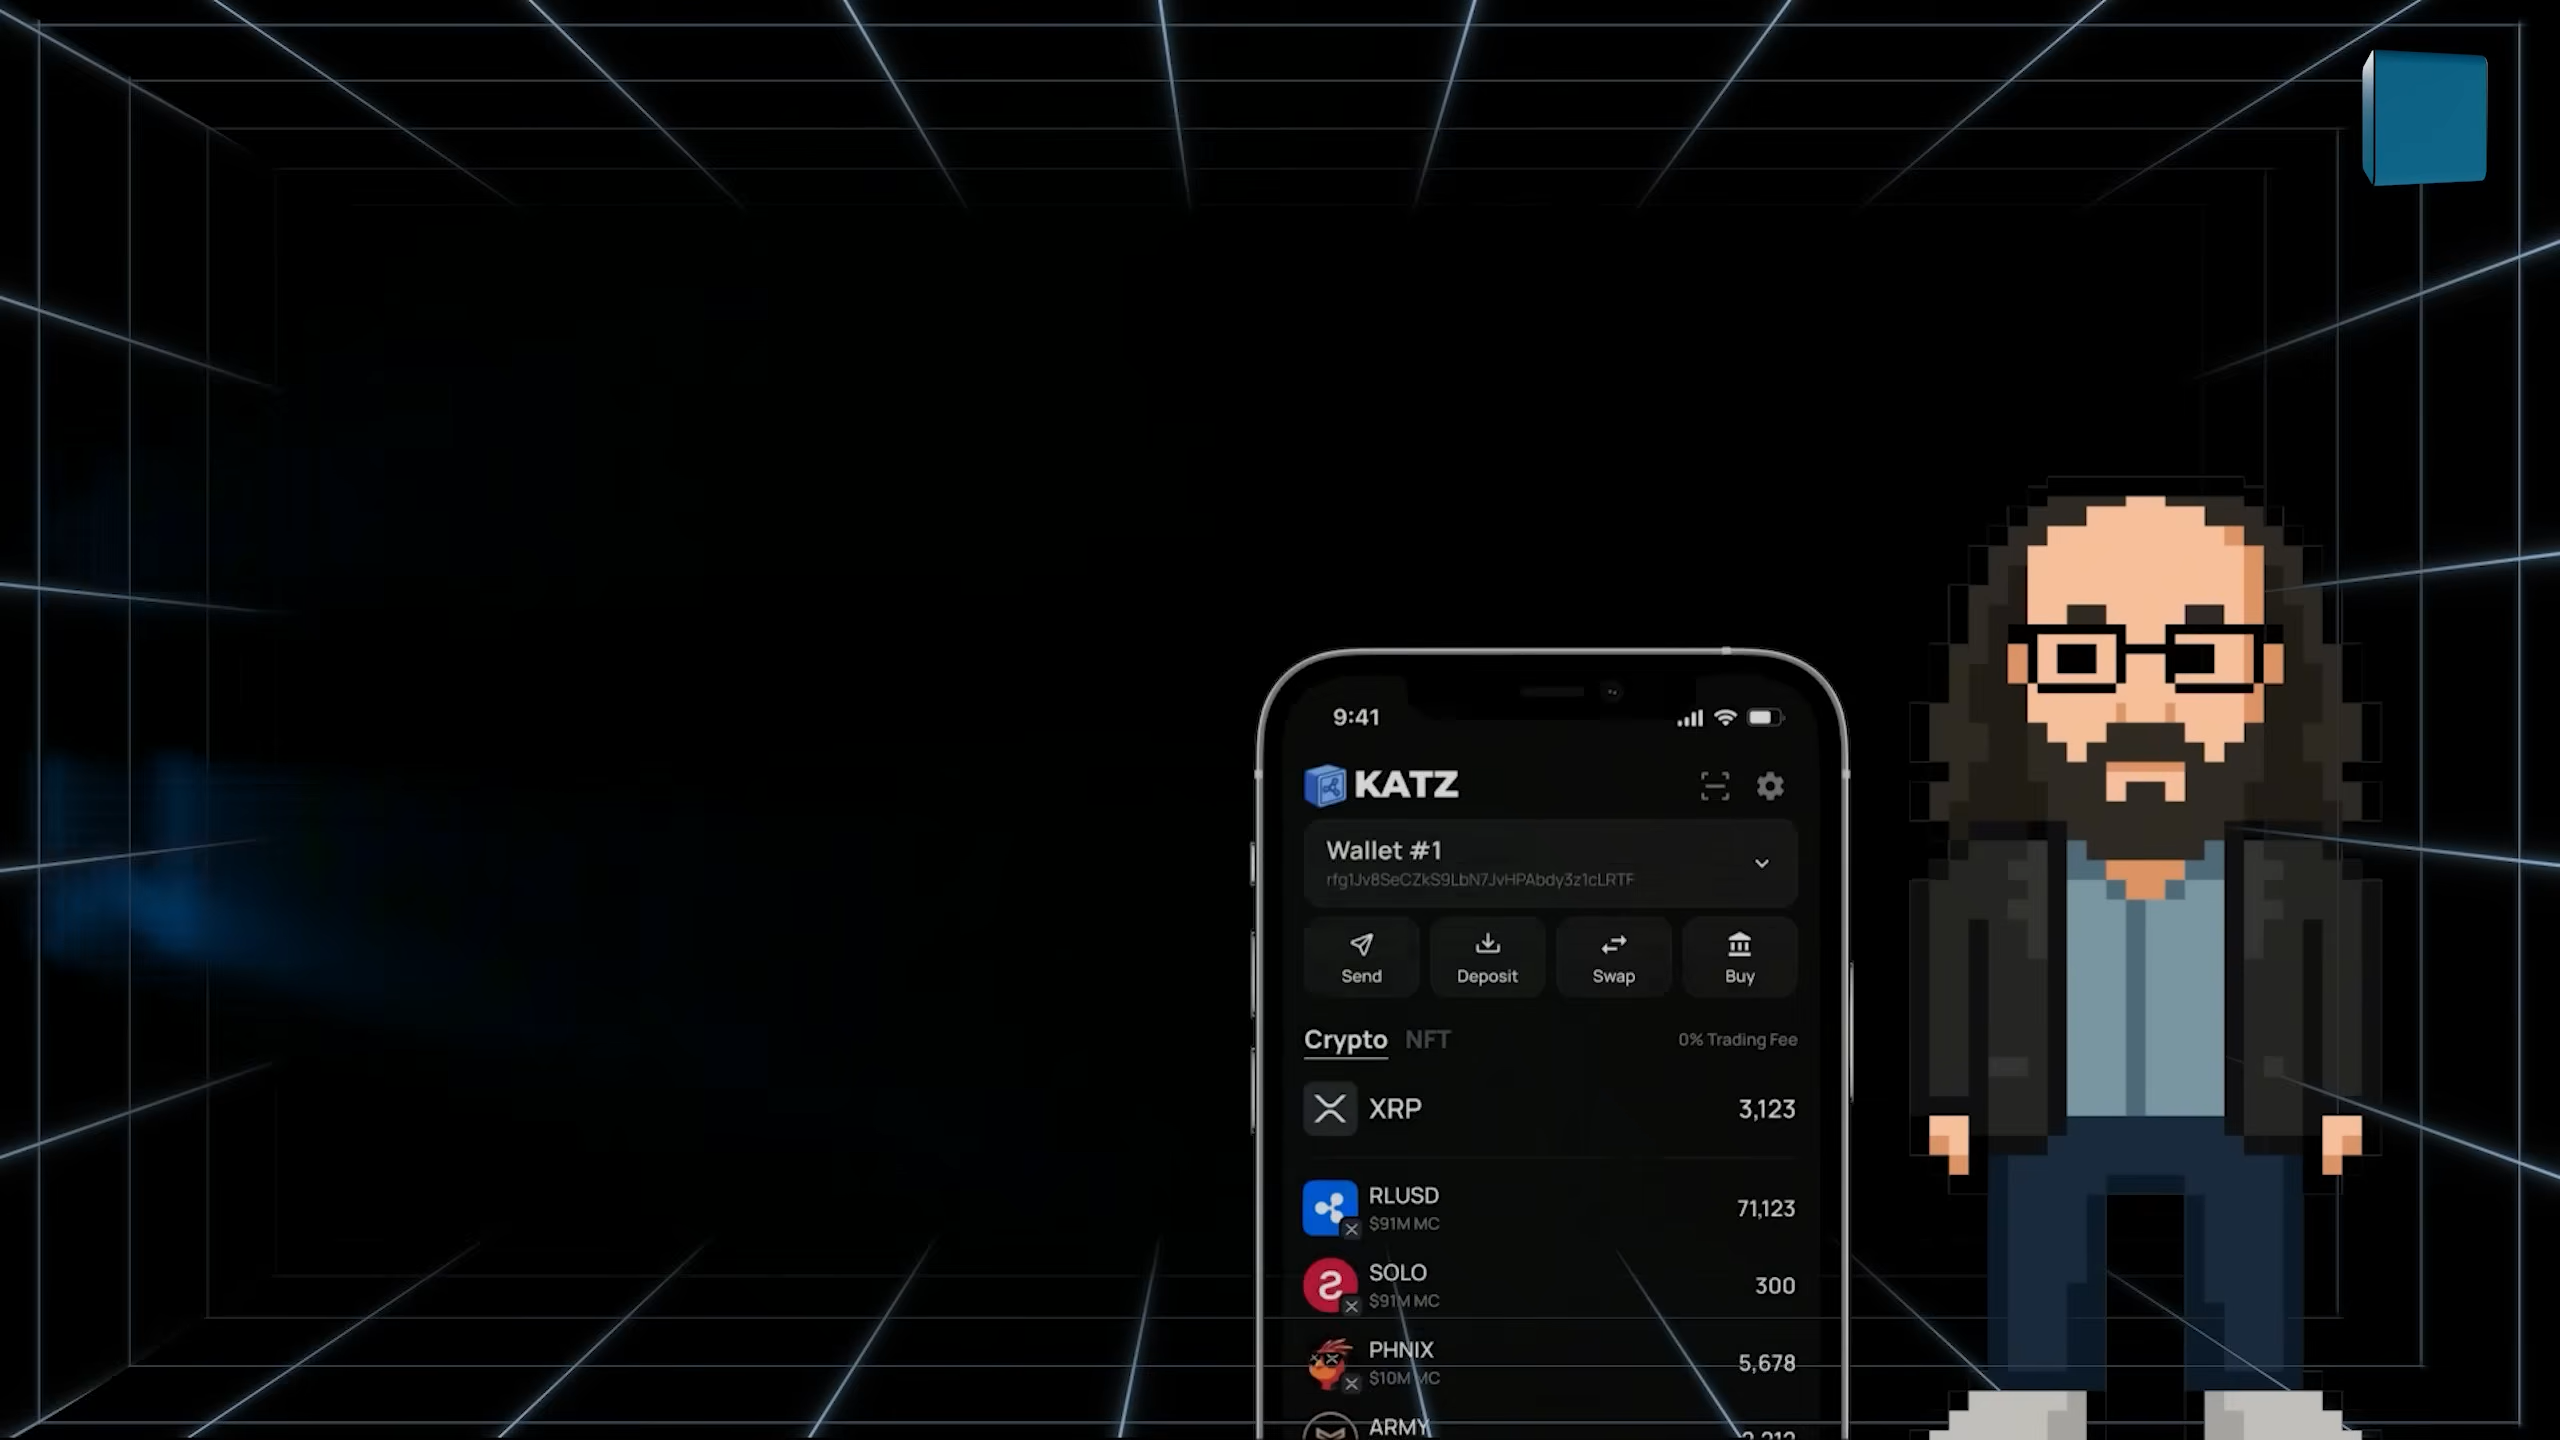 9:41
KATZ
Wallet #1
rfg1Jv8SeCZkS9LbN7JvHPAbdy3z1cLRTF
Send Deposit Swap Buy
Crypto NFT 0% Trading Fee
XRP 3,123
RLUSD 71,123
$91M MC
SOLO 300
$91M MC
PHNIX 5,678
$10M MC
ARMY